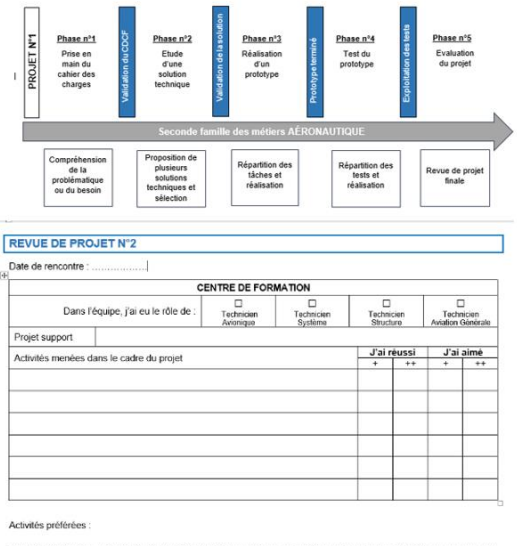 PROJET N°1
Phase n°1
Prise en
main du
cahier des
charges
Validation du CDCF
Phase n°2
Etude
d'une
solution
technique
Validation de la solution
Phase n°3
Réalisation
d'un
prototype
Prototype terminé
Phase n°4
Test du
prototype
Exploitation des tests
Phase n°5
Evaluation
du projet
Seconde famille des métiers AÉRONAUTIQUE
Compréhension
de la
problématique
ou du besoin
Proposition de
plusieurs
solutions
techniques et
sélection
Répartition des
tâches et
réalisation
Répartition des
tests et
réalisation
Revue de projet
finale
REVUE DE PROJET N°2
Date de rencontre : ..................
CENTRE DE FORMATION
Dans l'équipe, j'ai eu le rôle de :
☐ Technicien Avionique
☐ Technicien Système
☐ Technicien Structure
☐ Technicien Aviation Générale
Projet support
Activités menées dans le cadre du projet
J'ai réussi
J'ai aimé
+ ++ + ++
Activités préférées :